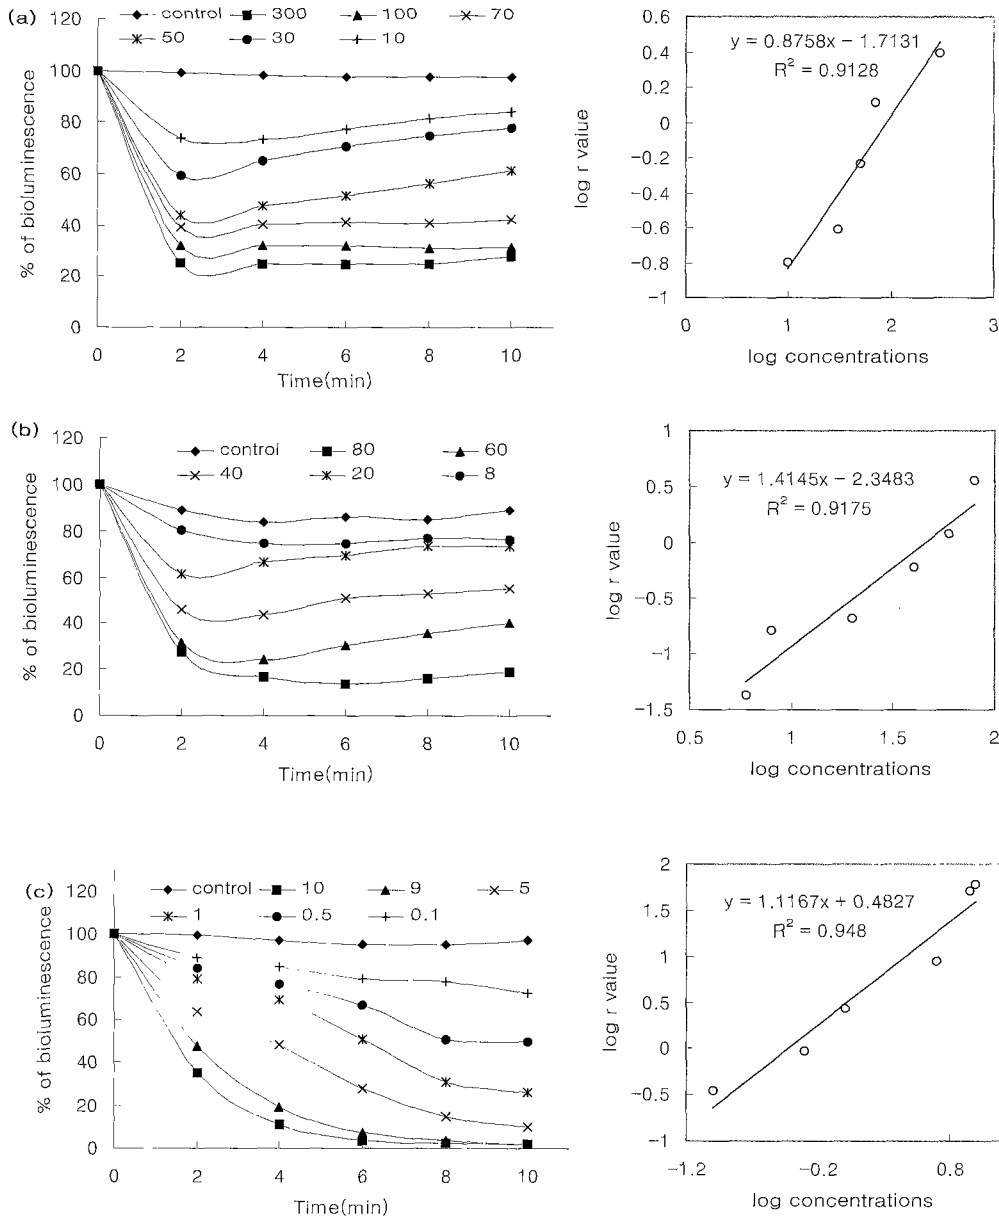 (a)
control 300 100 70
50 30 10
120
100
80
60
40
20
0
% of bioluminescence
0 2 4 6 8 10
Time(min)
y = 0.8758x − 1.7131
R² = 0.9128
0.6
0.4
0.2
0
−0.2
−0.4
−0.6
−0.8
−1
log r value
0 1 2 3
log concentrations
(b)
control 80 60
40 20 8
120
100
80
60
40
20
0
% of bioluminescence
0 2 4 6 8 10
Time(min)
y = 1.4145x − 2.3483
R² = 0.9175
1
0.5
0
−0.5
−1
−1.5
log r value
0.5 1 1.5 2
log concentrations
(c)
control 10 9 5
1 0.5 0.1
120
100
80
60
40
20
0
% of bioluminescence
0 2 4 6 8 10
Time(min)
y = 1.1167x + 0.4827
R² = 0.948
2
1.5
1
0.5
0
−0.5
−1
log r value
−1.2 −0.2 0.8
log concentrations